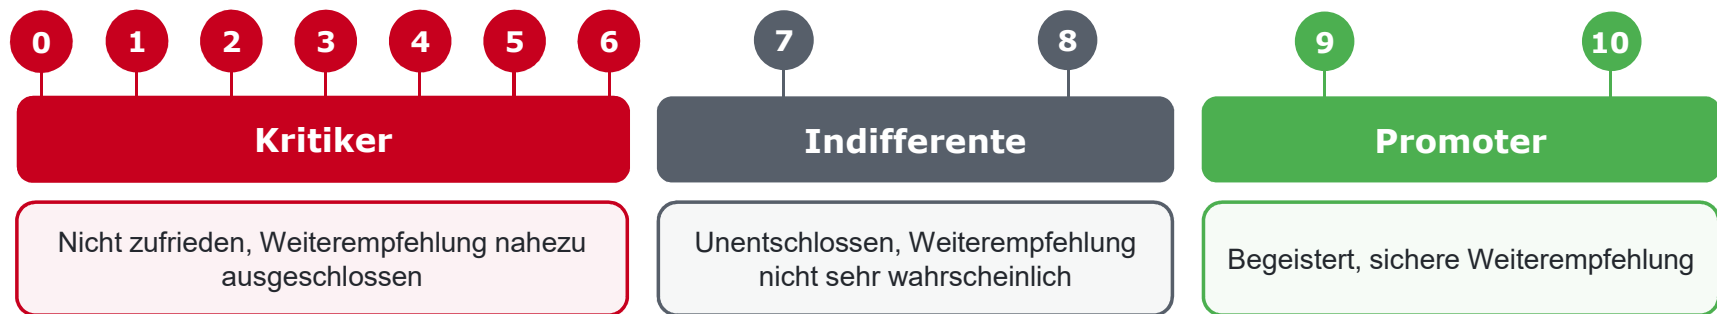 0 1 2 3 4 5 6 7 8 9 10
Kritiker
Indifferente
Promoter
Nicht zufrieden, Weiterempfehlung nahezu
ausgeschlossen
Unentschlossen, Weiterempfehlung
nicht sehr wahrscheinlich
Begeistert, sichere Weiterempfehlung